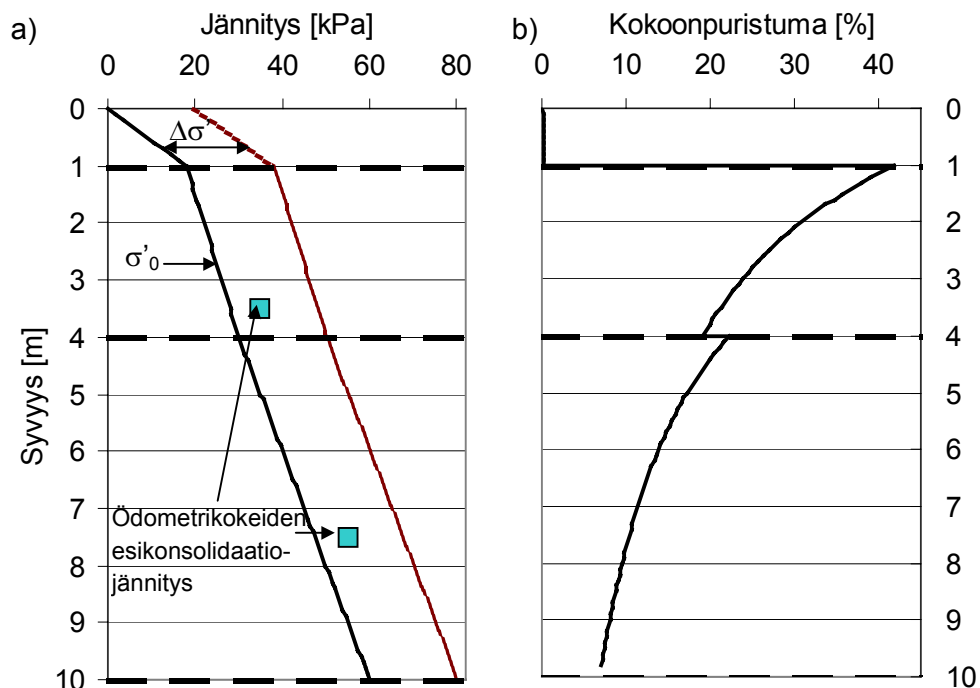 a)
Jännitys [kPa]
0 20 40 60 80
Syvyys [m]
0
1
2
3
4
5
6
7
8
9
10
Δσ'
σ'0
Ödometrikokeiden
esikonsolidaatio-
jännitys
b)
Kokoonpuristuma [%]
0 10 20 30 40
0
1
2
3
4
5
6
7
8
9
10